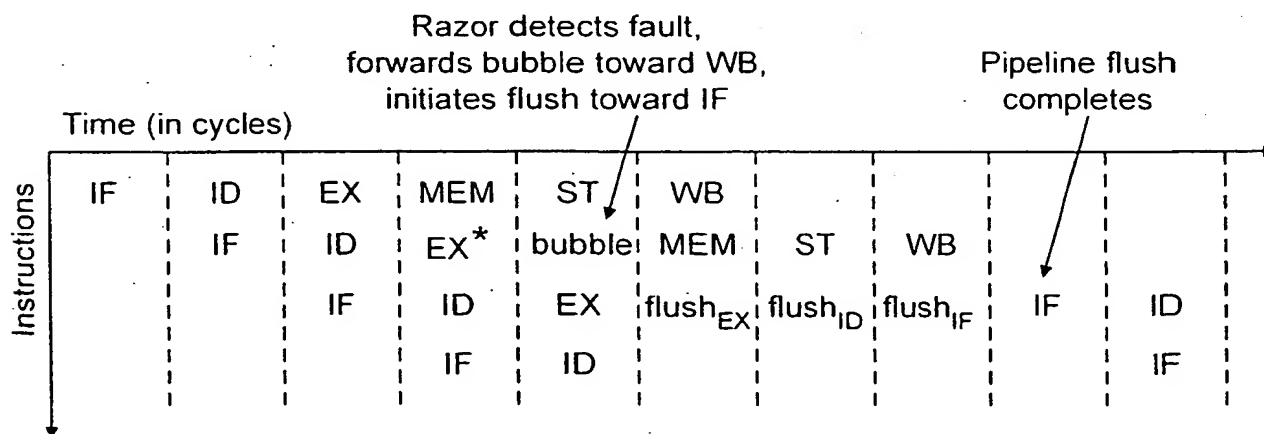 Razor detects fault,
forwards bubble toward WB,
initiates flush toward IF
Pipeline flush
completes
Time (in cycles)
Instructions
IF ID EX MEM ST WB
IF ID EX* bubble MEM ST WB
IF ID EX flushEX flushID flushIF IF ID
IF ID IF